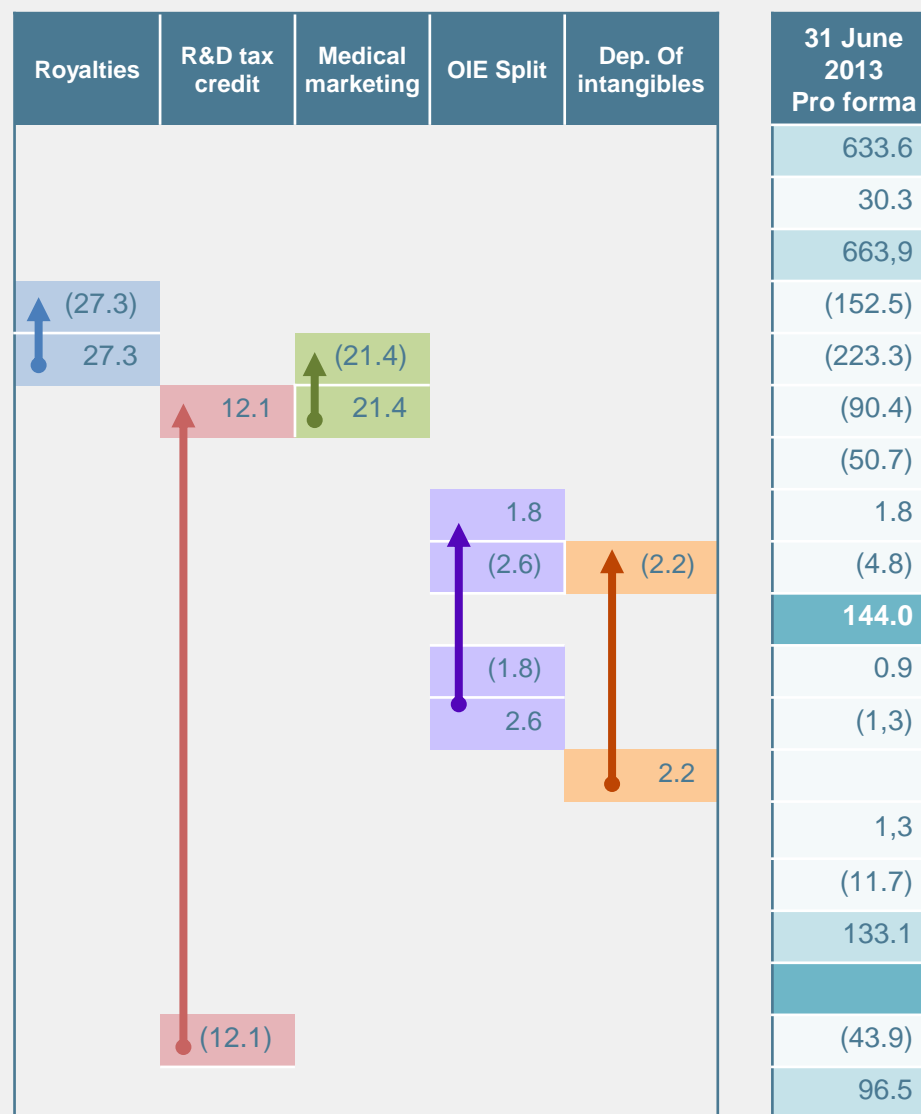 Royalties
R&D tax
credit
Medical
marketing
OIE Split
Dep. Of
intangibles
31 June
2013
Pro forma
633.6
30.3
663,9
(27.3) (152.5)
27.3 (21.4) (223.3)
12.1 21.4 (90.4)
(50.7)
1.8 1.8
(2.6) (2.2) (4.8)
144.0
(1.8) 0.9
2.6 (1,3)
2.2
1,3
(11.7)
133.1
(12.1) (43.9)
96.5